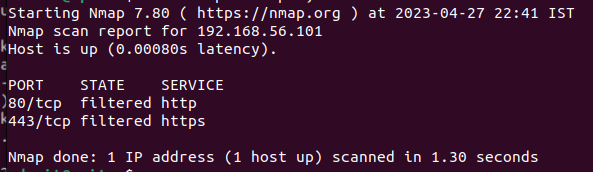 Starting Nmap 7.80 ( https://nmap.org ) at 2023-04-27 22:41 IST
Nmap scan report for 192.168.56.101
Host is up (0.00080s latency).
PORT    STATE    SERVICE
80/tcp  filtered http
443/tcp filtered https
Nmap done: 1 IP address (1 host up) scanned in 1.30 seconds